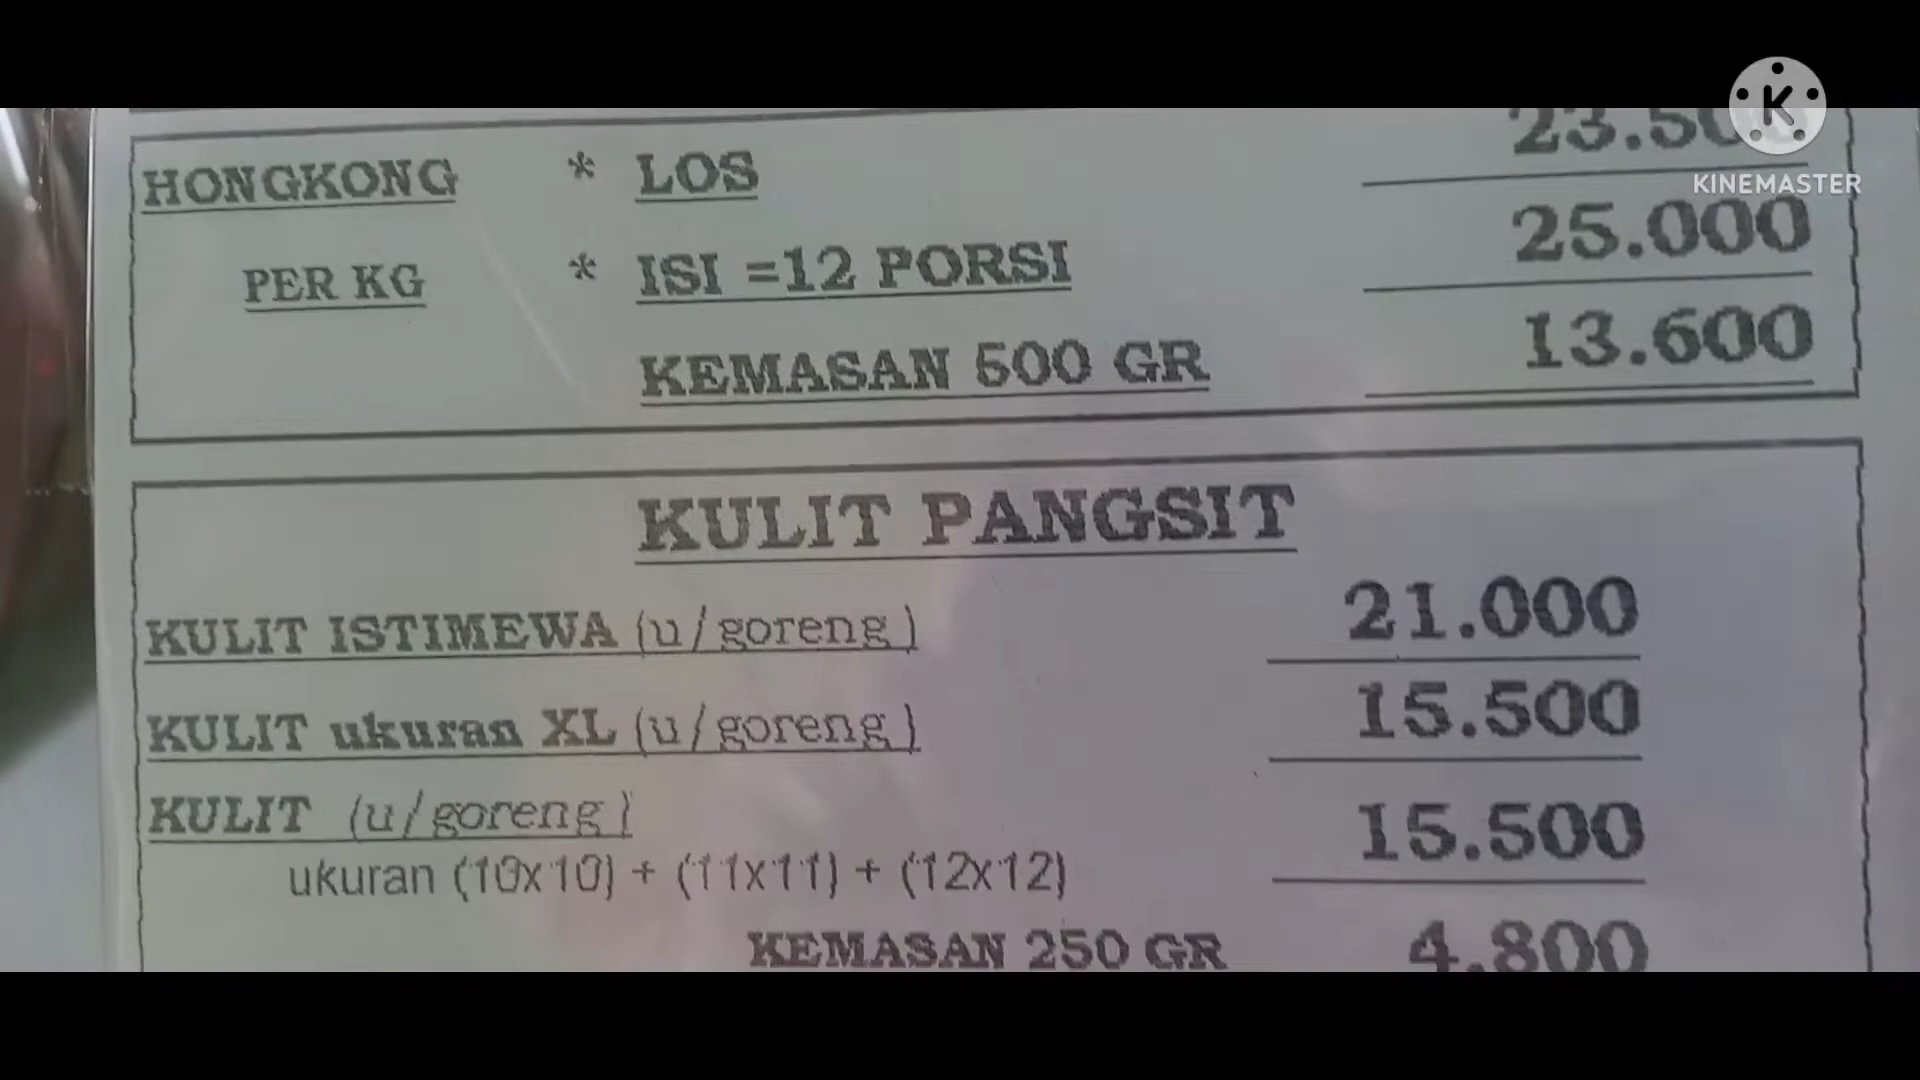 HONGKONG * LOS
PER KG * ISI =12 PORSI 25.000
KEMASAN 500 GR 13.600
KULIT PANGSIT
KULIT ISTIMEWA (u/goreng) 21.000
KULIT ukuran XL (u/goreng) 15.500
KULIT (u/goreng) 15.500
ukuran (10x10) + (11x11) + (12x12)
KEMASAN 250 GR 4.800
KINEMASTER